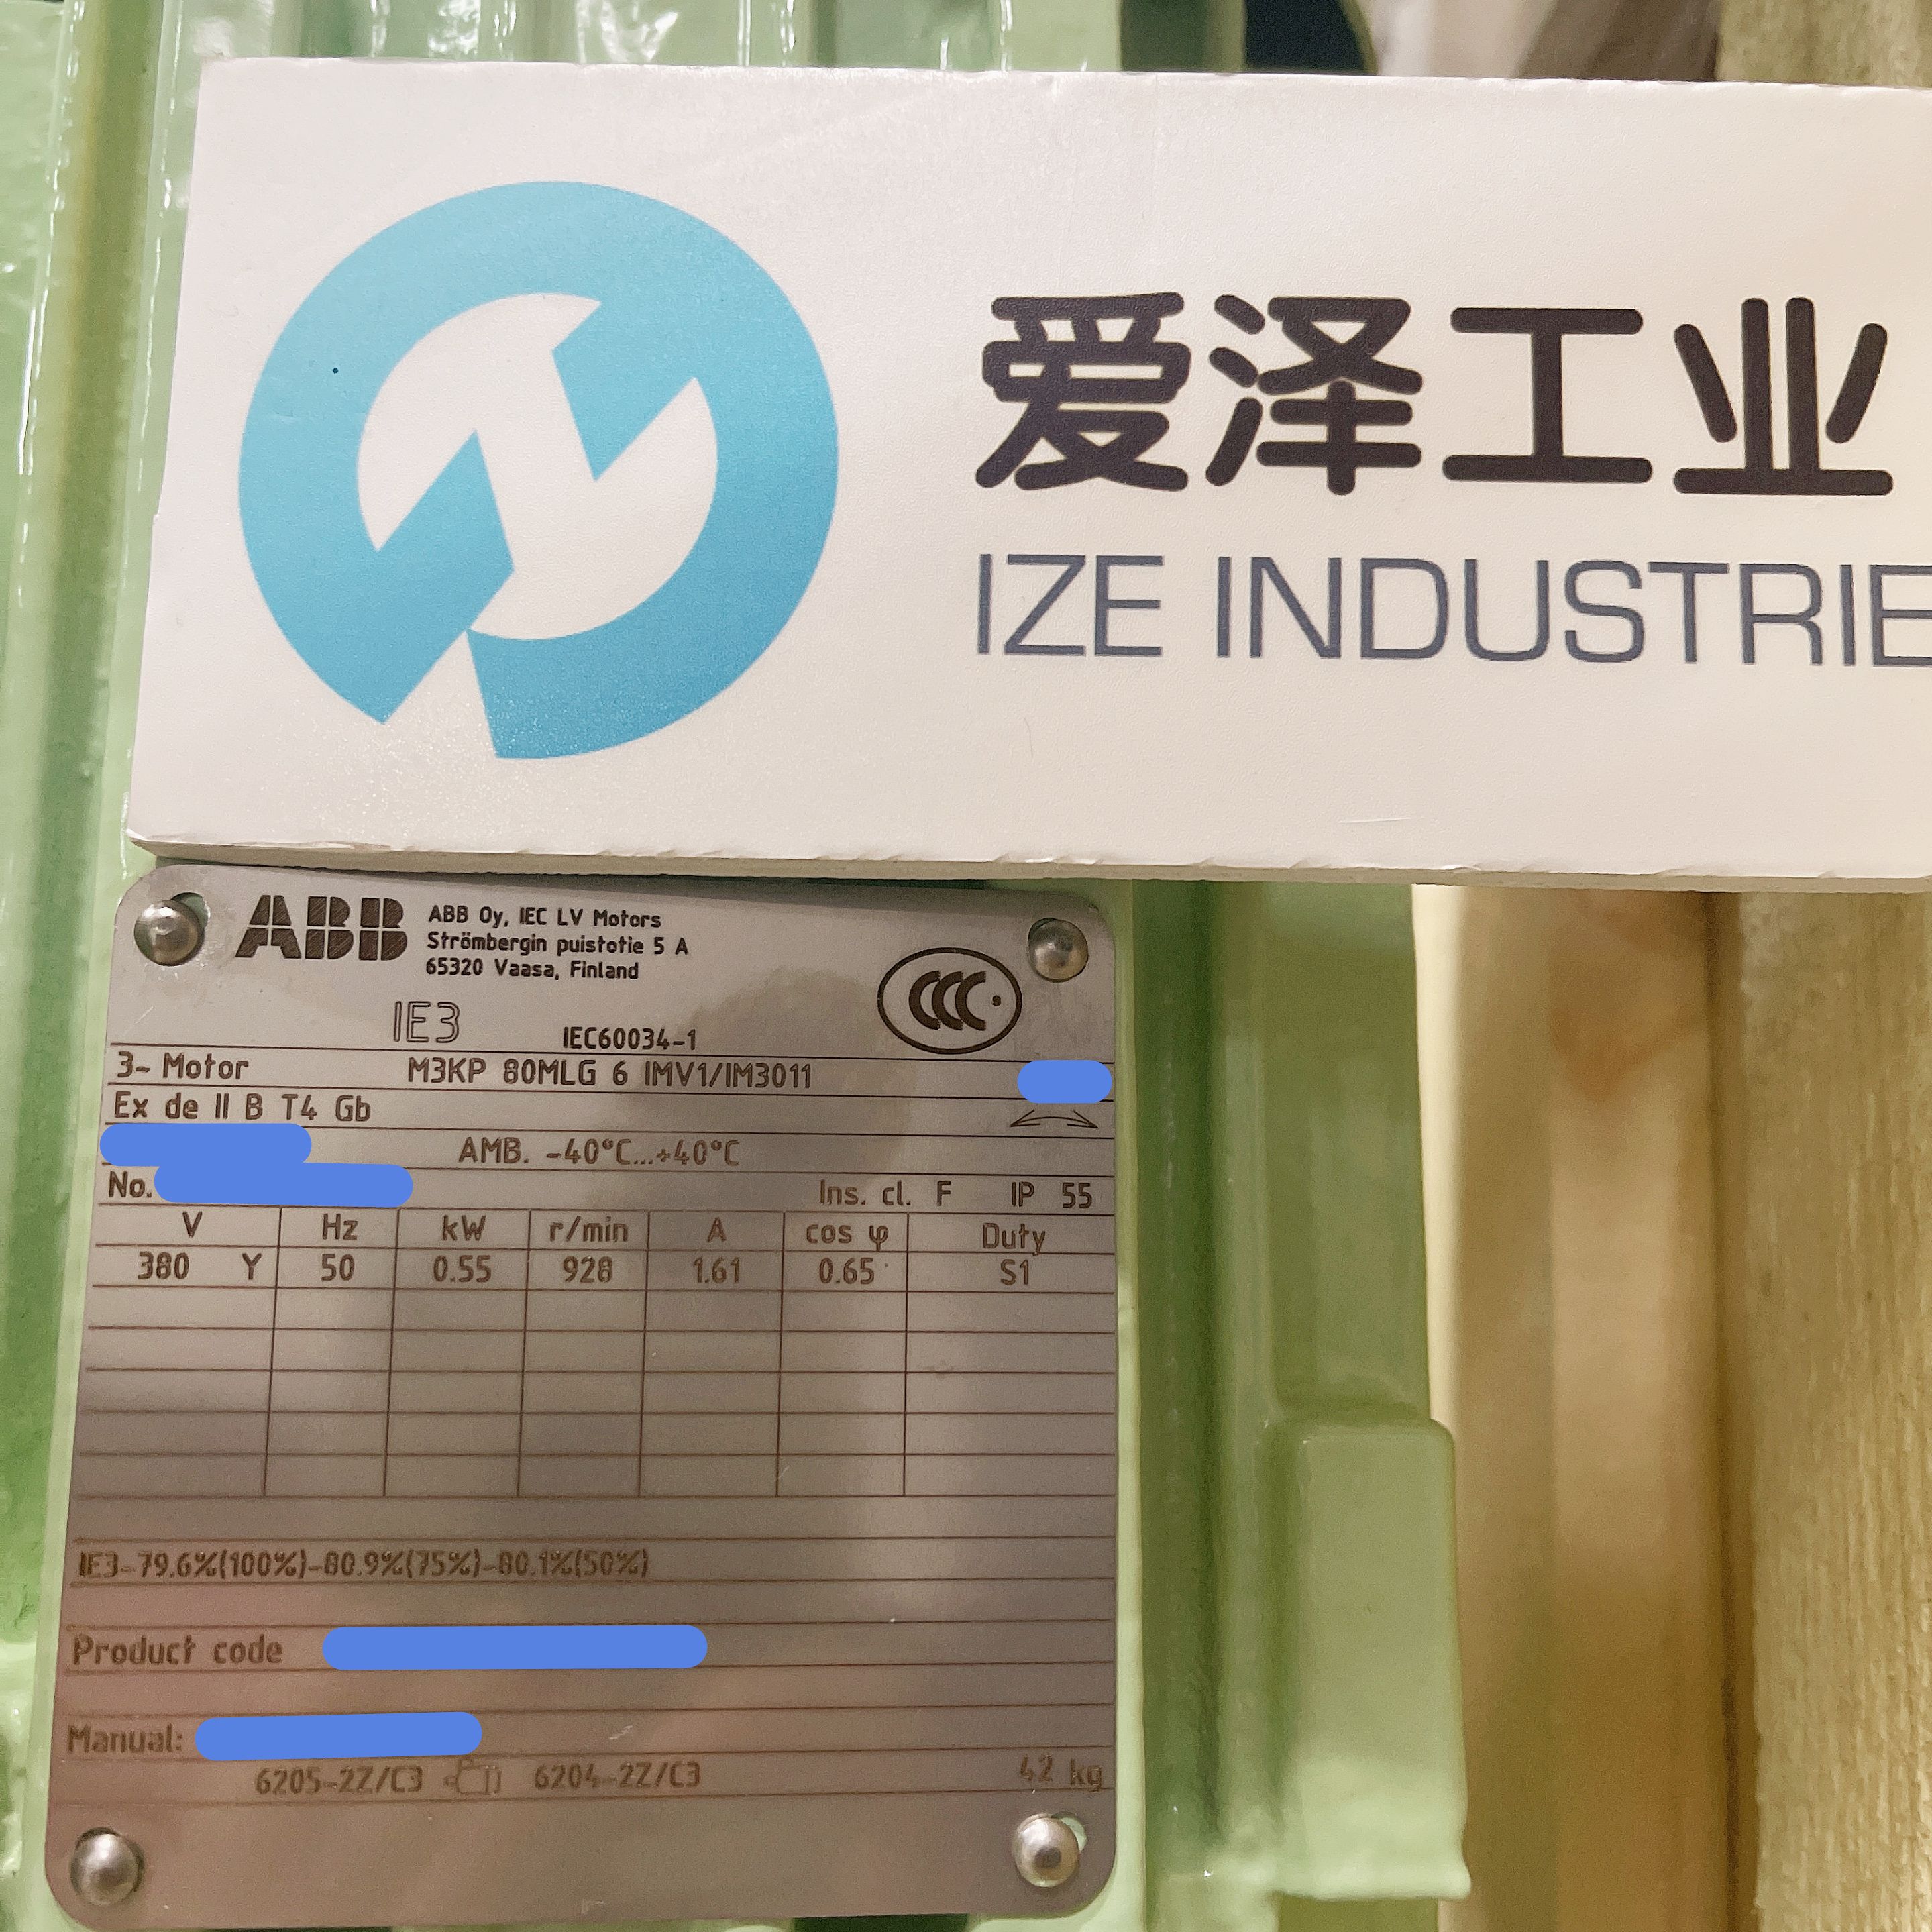 爱泽工业
IZE INDUSTRIE
ABB
ABB Oy, IEC LV Motors
Strömbergin puistotie 5 A
65320 Vaasa, Finland
CCC
IE3 IEC60034-1
3~ Motor M3KP 80MLG 6 IMV1/IM3011
Ex de II B T4 Gb
AMB. -40°C...+40°C
No. Ins. cl. F IP 55
V Hz kW r/min A cos φ Duty
380 Y 50 0.55 928 1.61 0.65 S1
IE3-79.6%(100%)-80.9%(75%)-80.1%(50%)
Product code
Manual:
6205-2Z/C3 6204-2Z/C3 42 kg